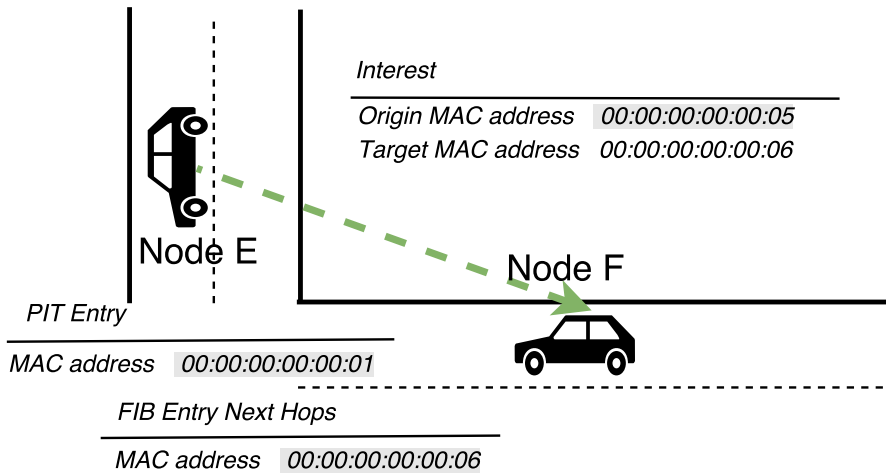 Interest
Origin MAC address 00:00:00:00:00:05
Target MAC address 00:00:00:00:00:06
Node E
Node F
PIT Entry
MAC address 00:00:00:00:00:01
FIB Entry Next Hops
MAC address 00:00:00:00:00:06